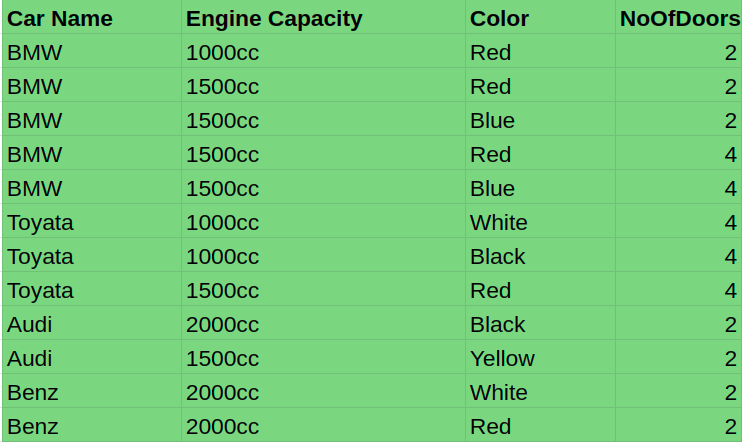 Car Name Engine Capacity Color NoOfDoors
BMW 1000cc Red 2
BMW 1500cc Red 2
BMW 1500cc Blue 2
BMW 1500cc Red 4
BMW 1500cc Blue 4
Toyata 1000cc White 4
Toyata 1000cc Black 4
Toyata 1500cc Red 4
Audi 2000cc Black 2
Audi 1500cc Yellow 2
Benz 2000cc White 2
Benz 2000cc Red 2